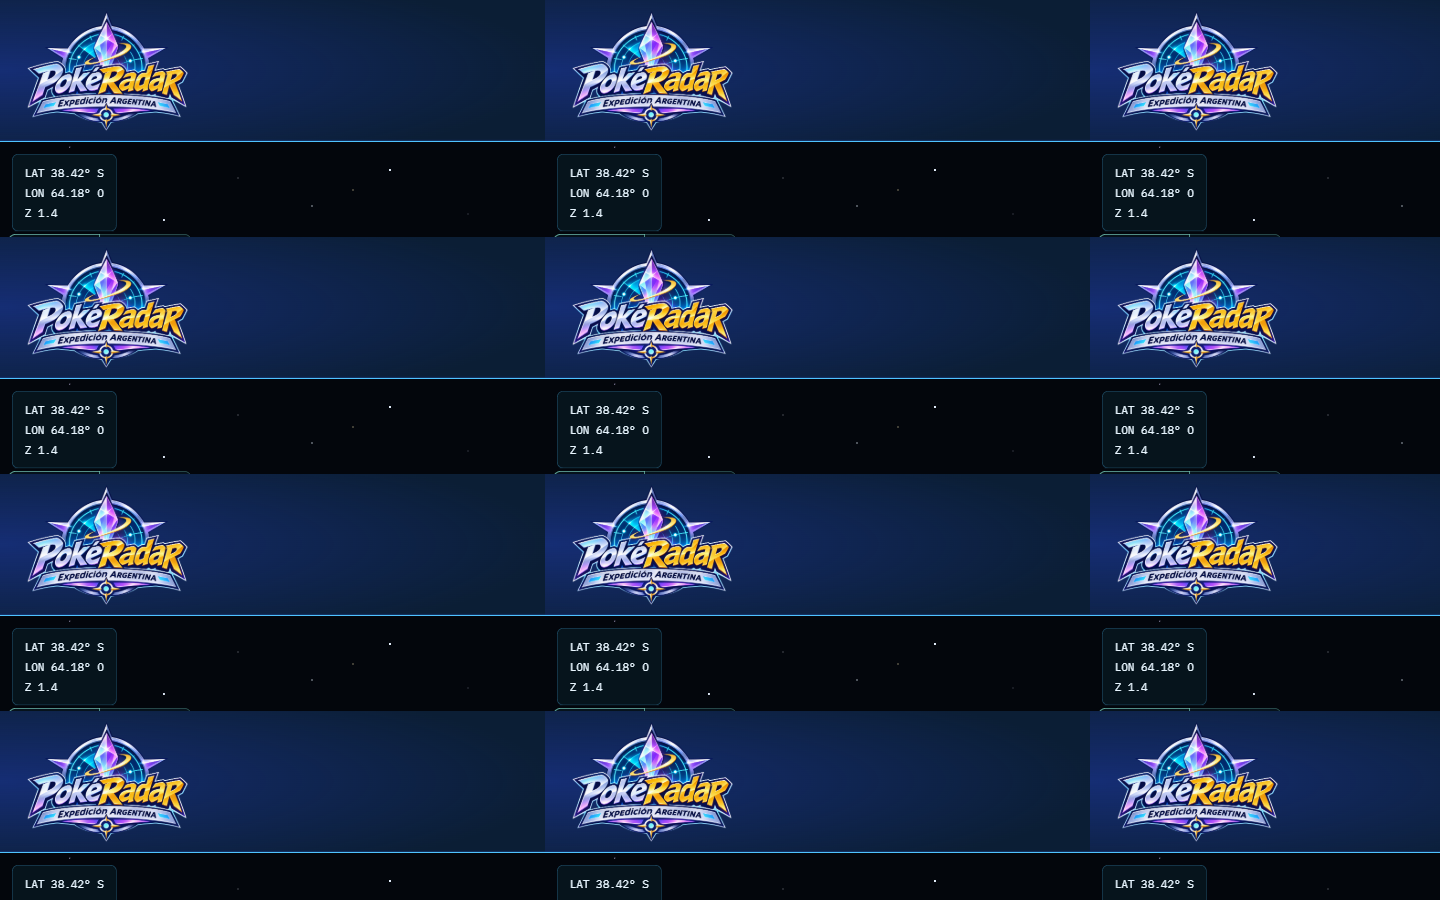 PokéRadar PokéRadar PokéRadar
Expedición Argentina Expedición Argentina Expedición Argentina
LAT 38.42° S LAT 38.42° S LAT 38.42° S
LON 64.18° O LON 64.18° O LON 64.18° O
Z 1.4 Z 1.4 Z 1.4
PokéRadar PokéRadar PokéRadar
Expedición Argentina Expedición Argentina Expedición Argentina
LAT 38.42° S LAT 38.42° S LAT 38.42° S
LON 64.18° O LON 64.18° O LON 64.18° O
Z 1.4 Z 1.4 Z 1.4
PokéRadar PokéRadar PokéRadar
Expedición Argentina Expedición Argentina Expedición Argentina
LAT 38.42° S LAT 38.42° S LAT 38.42° S
LON 64.18° O LON 64.18° O LON 64.18° O
Z 1.4 Z 1.4 Z 1.4
PokéRadar PokéRadar PokéRadar
Expedición Argentina Expedición Argentina Expedición Argentina
LAT 38.42° S LAT 38.42° S LAT 38.42° S